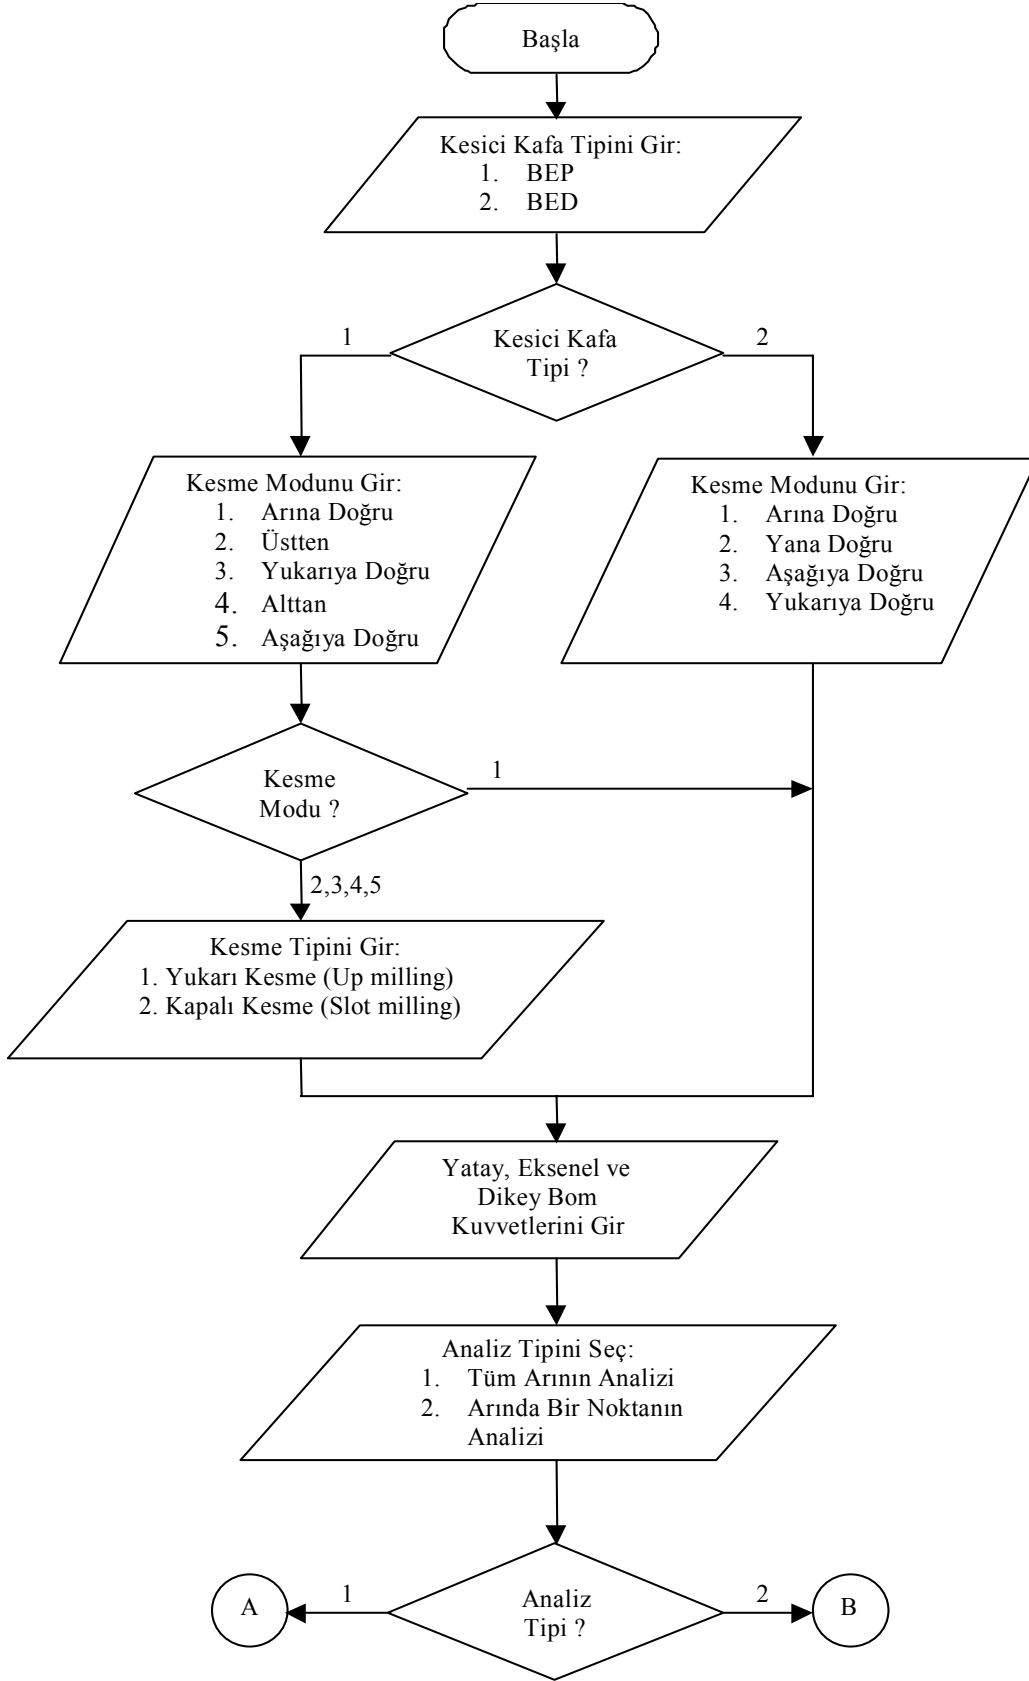 Başla
Kesici Kafa Tipini Gir:
1. BEP
2. BED
Kesici Kafa
Tipi ?
1
2
Kesme Modunu Gir:
1. Arına Doğru
2. Üstten
3. Yukarıya Doğru
4. Alttan
5. Aşağıya Doğru
Kesme Modunu Gir:
1. Arına Doğru
2. Yana Doğru
3. Aşağıya Doğru
4. Yukarıya Doğru
Kesme
Modu ?
1
2,3,4,5
Kesme Tipini Gir:
1. Yukarı Kesme (Up milling)
2. Kapalı Kesme (Slot milling)
Yatay, Eksenel ve
Dikey Bom
Kuvvetlerini Gir
Analiz Tipini Seç:
1. Tüm Arının Analizi
2. Arında Bir Noktanın
Analizi
Analiz
Tipi ?
1
2
A
B